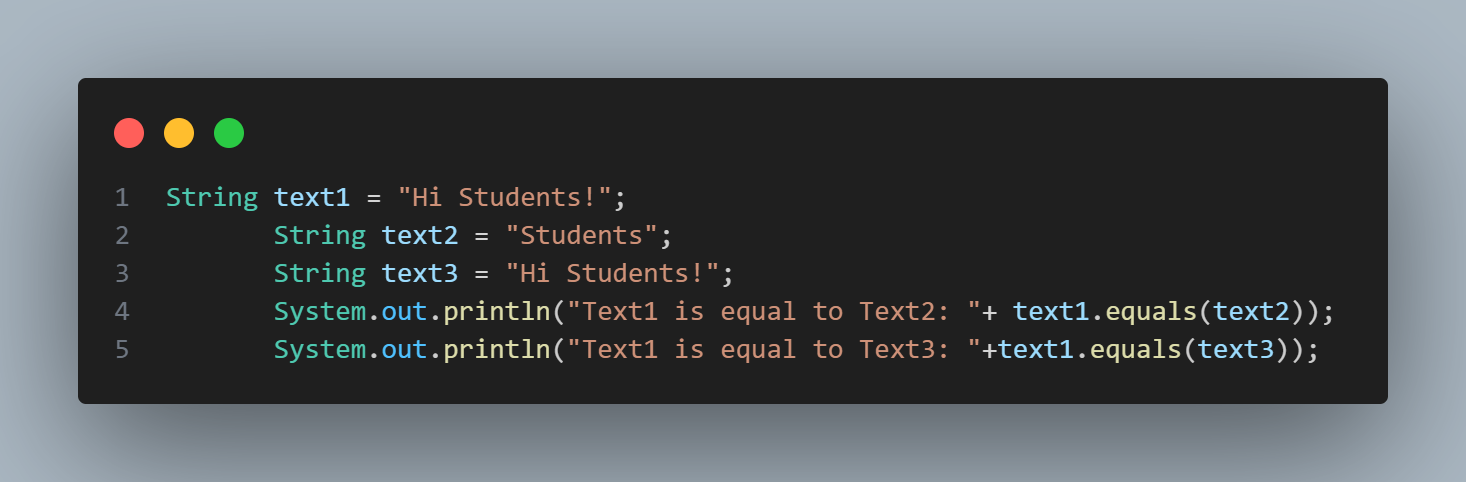 1 String text1 = "Hi Students!";
2         String text2 = "Students";
3         String text3 = "Hi Students!";
4         System.out.println("Text1 is equal to Text2: "+ text1.equals(text2));
5         System.out.println("Text1 is equal to Text3: "+text1.equals(text3));